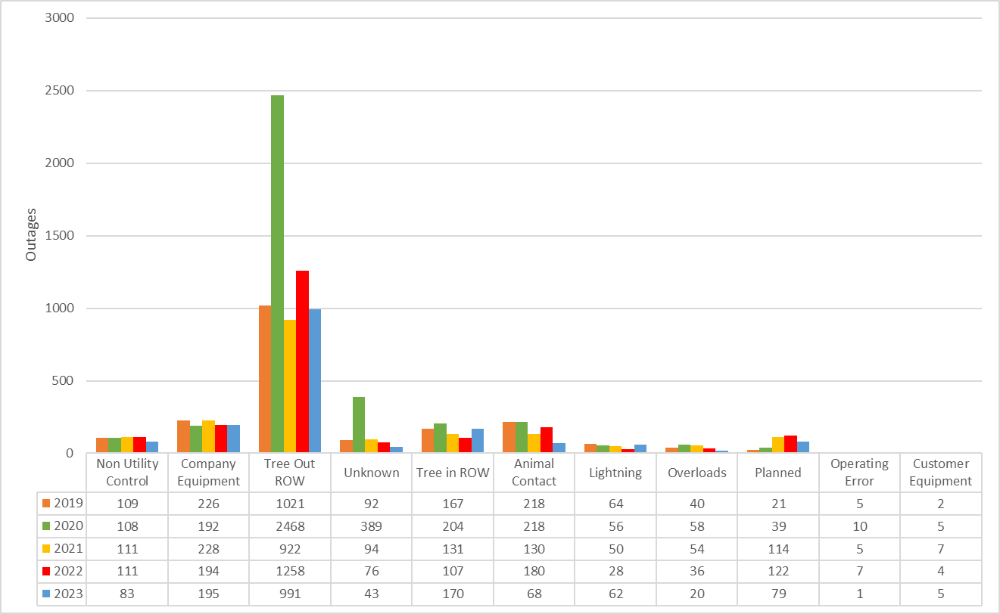 3000
2500
2000
1500
1000
500
0
Outages
Non Utility Control Company Equipment Tree Out ROW Unknown Tree in ROW Animal Contact Lightning Overloads Planned Operating Error Customer Equipment
2019 109 226 1021 92 167 218 64 40 21 5 2
2020 108 192 2468 389 204 218 56 58 39 10 5
2021 111 228 922 94 131 130 50 54 114 5 7
2022 111 194 1258 76 107 180 28 36 122 7 4
2023 83 195 991 43 170 68 62 20 79 1 5